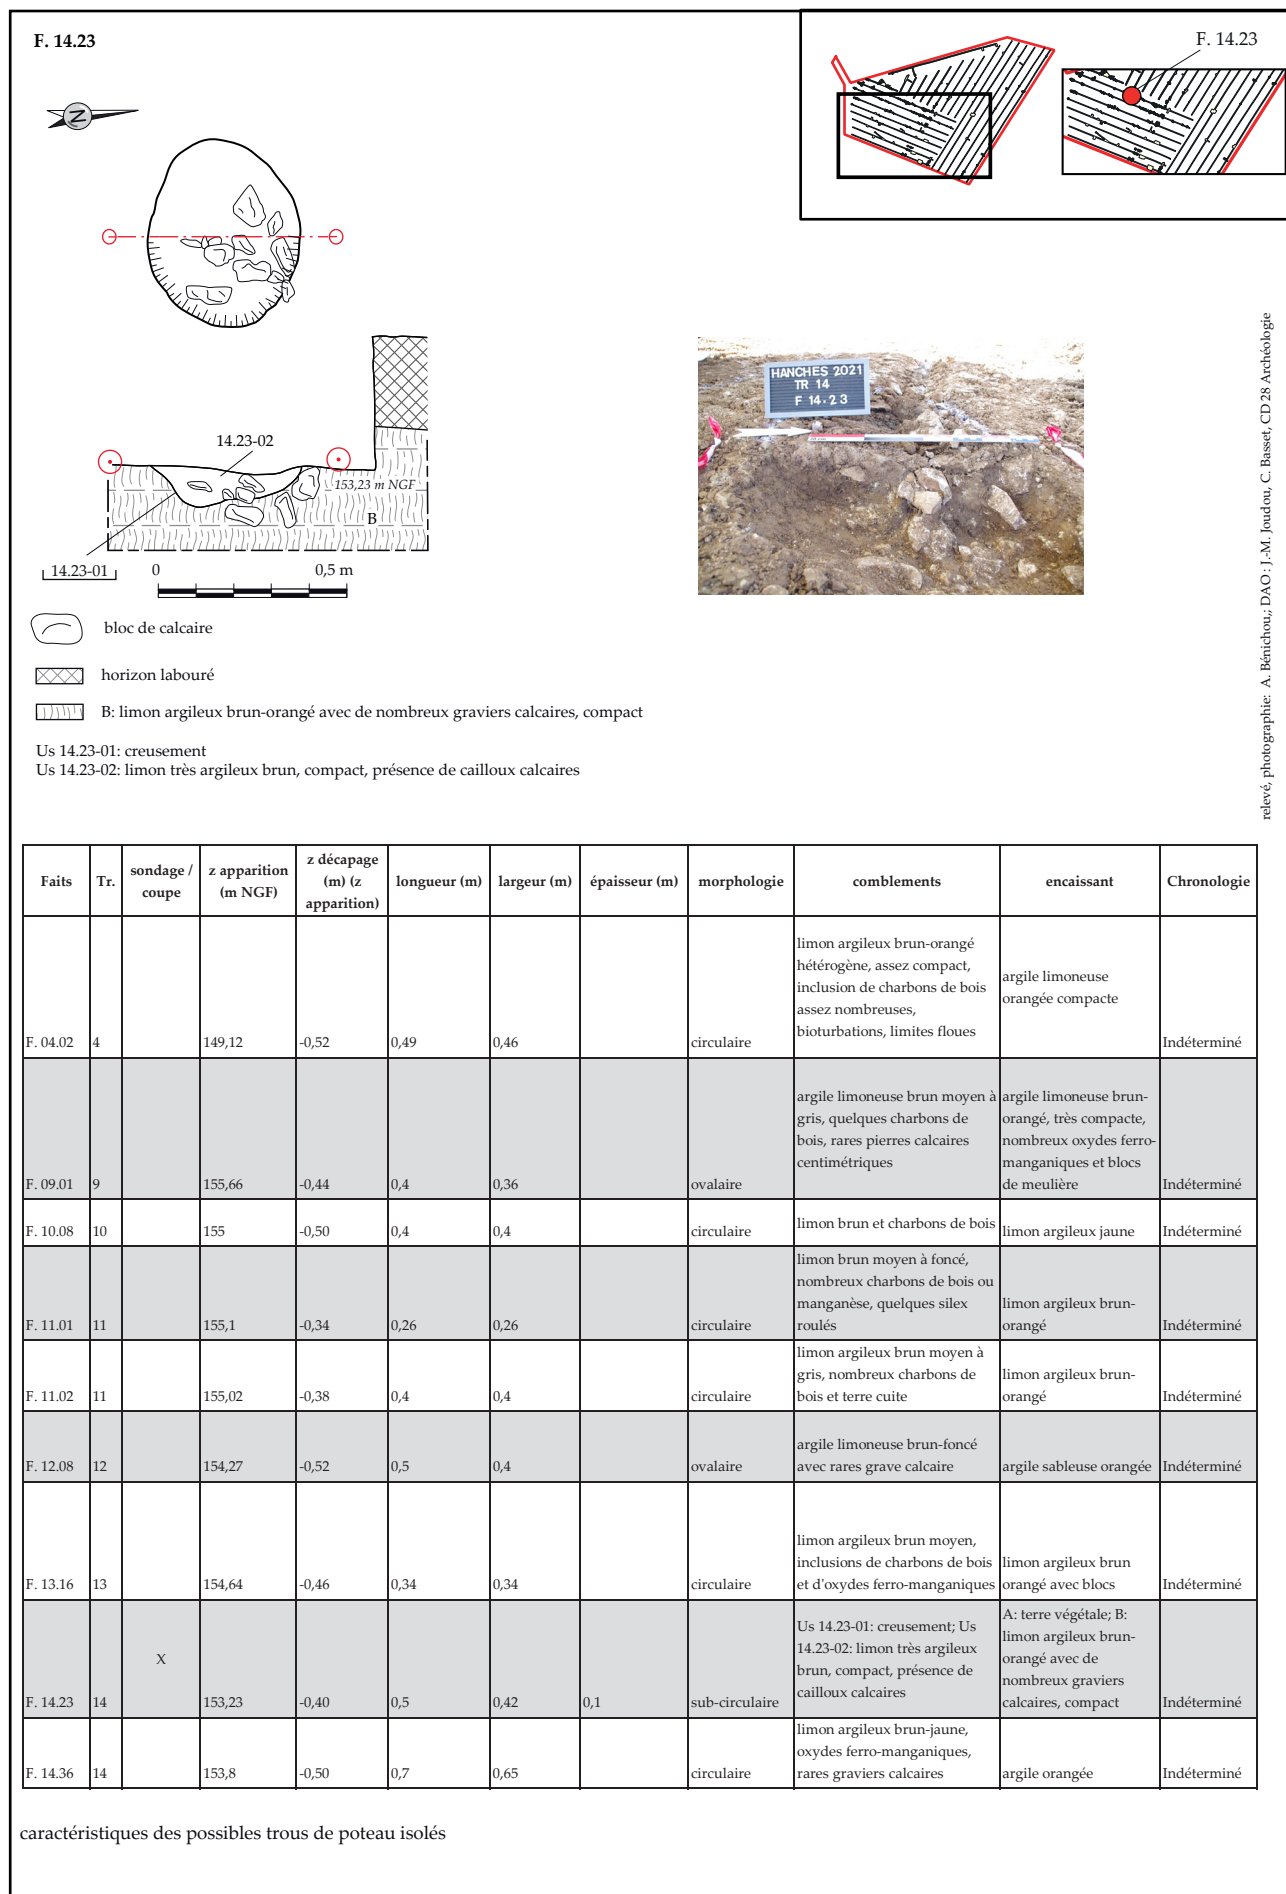 F. 14.23
F. 14.23
N
14.23-02
153,23 m NGF
B
14.23-01
0
0,5 m
HANCHES 2021
TR 14
F 14.23
relevé, photographie: A. Bénichou,; DAO : J.-M. Joudou, C. Basset, CD 28 Archéologie
bloc de calcaire
horizon labouré
B: limon argileux brun-orangé avec de nombreux graviers calcaires, compact
Us 14.23-01: creusement
Us 14.23-02: limon très argileux brun, compact, présence de cailloux calcaires
Faits
Tr.
sondage /
coupe
z apparition
(m NGF)
z décapage
(m) (z
apparition)
longueur (m)
largeur (m)
épaisseur (m)
morphologie
comblements
encaissant
Chronologie
F. 04.02
4
149,12
-0,52
0,49
0,46
circulaire
limon argileux brun-orangé
hétérogène, assez compact,
inclusion de charbons de bois
assez nombreuses,
bioturbations, limites floues
argile limoneuse
orangée compacte
Indéterminé
F. 09.01
9
155,66
-0,44
0,4
0,36
ovalaire
argile limoneuse brun moyen à
gris, quelques charbons de
bois, rares pierres calcaires
centimétriques
argile limoneuse brun-
orangé, très compacte,
nombreux oxydes ferro-
manganiques et blocs
de meulière
Indéterminé
F. 10.08
10
155
-0,50
0,4
0,4
circulaire
limon brun et charbons de bois
limon argileux jaune
Indéterminé
F. 11.01
11
155,1
-0,34
0,26
0,26
circulaire
limon brun moyen à foncé,
nombreux charbons de bois ou
manganèse, quelques silex
roulés
limon argileux brun-
orangé
Indéterminé
F. 11.02
11
155,02
-0,38
0,4
0,4
circulaire
limon argileux brun moyen à
gris, nombreux charbons de
bois et terre cuite
limon argileux brun-
orangé
Indéterminé
F. 12.08
12
154,27
-0,52
0,5
0,4
ovalaire
argile limoneuse brun-foncé
avec rares grave calcaire
argile sableuse orangée
Indéterminé
F. 13.16
13
154,64
-0,46
0,34
0,34
circulaire
limon argileux brun moyen,
inclusions de charbons de bois
et d'oxydes ferro-manganiques
limon argileux brun
orangé avec blocs
Indéterminé
F. 14.23
14
X
153,23
-0,40
0,5
0,42
0,1
sub-circulaire
Us 14.23-01: creusement; Us
14.23-02: limon très argileux
brun, compact, présence de
cailloux calcaires
A: terre végétale; B:
limon argileux brun-
orangé avec de
nombreux graviers
calcaires, compact
Indéterminé
F. 14.36
14
153,8
-0,50
0,7
0,65
circulaire
limon argileux brun-jaune,
oxydes ferro-manganiques,
rares graviers calcaires
argile orangée
Indéterminé
caractéristiques des possibles trous de poteau isolés